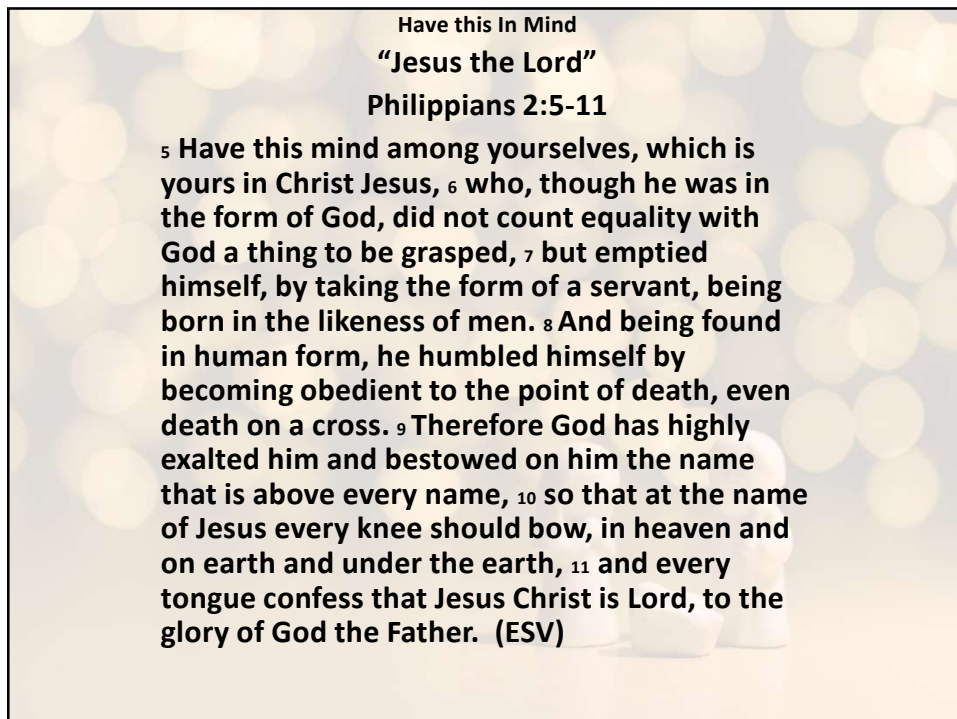 Have this In Mind
“Jesus the Lord”
Philippians 2:5-11
5 Have this mind among yourselves, which is
yours in Christ Jesus, 6 who, though he was in
the form of God, did not count equality with
God a thing to be grasped, 7 but emptied
himself, by taking the form of a servant, being
born in the likeness of men. 8 And being found
in human form, he humbled himself by
becoming obedient to the point of death, even
death on a cross. 9 Therefore God has highly
exalted him and bestowed on him the name
that is above every name, 10 so that at the name
of Jesus every knee should bow, in heaven and
on earth and under the earth, 11 and every
tongue confess that Jesus Christ is Lord, to the
glory of God the Father.  (ESV)